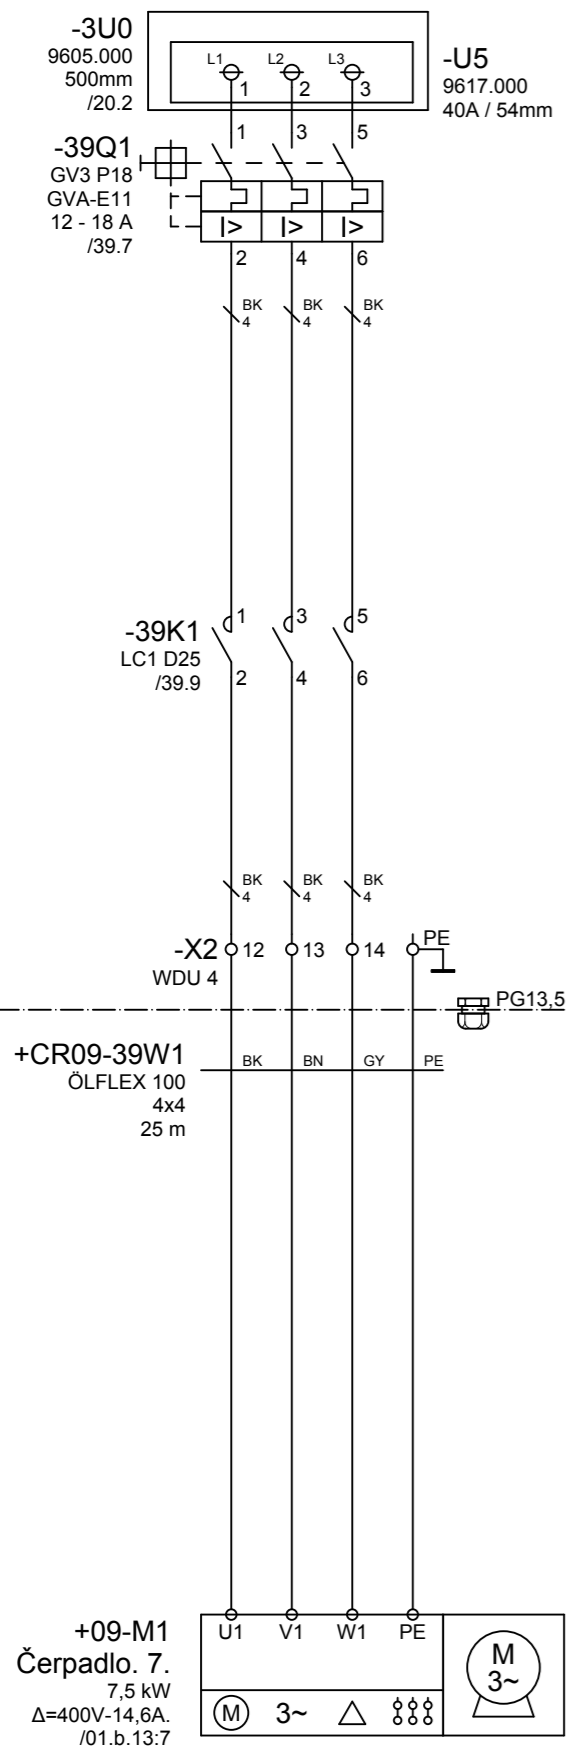 -3U0
9605.000
500mm
/20.2
L1 L2 L3
1 2 3
-U5
9617.000
40A / 54mm
1 3 5
-39Q1
GV3 P18
GVA-E11
12 - 18 A
/39.7
I> I> I>
2 4 6
BK BK BK
4 4 4
1 3 5
-39K1
LC1 D25
/39.9
2 4 6
BK BK BK
4 4 4
-X2 12 13 14 PE
WDU 4
PG13,5
+CR09-39W1
ÖLFLEX 100
4x4
25 m
BK BN GY PE
+09-M1
Čerpadlo. 7.
7,5 kW
Δ=400V-14,6A.
/01.b.13:7
U1 V1 W1 PE
M 3~
M
3~